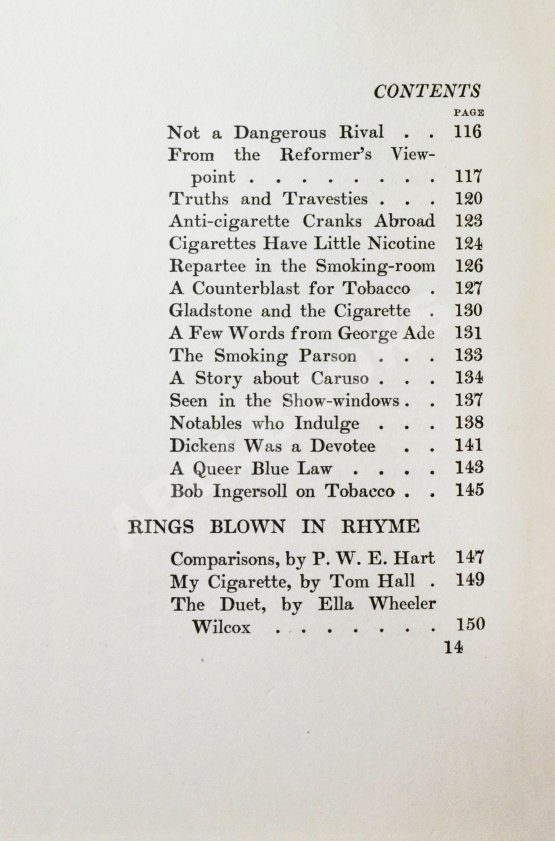 CONTENTS
PAGE
Not a Dangerous Rival . . 116
From the Reformer's View-
point . . . . . . . . 117
Truths and Travesties . . . 120
Anti-cigarette Cranks Abroad 123
Cigarettes Have Little Nicotine 124
Repartee in the Smoking-room 126
A Counterblast for Tobacco . 127
Gladstone and the Cigarette . 130
A Few Words from George Ade 131
The Smoking Parson . . . 133
A Story about Caruso . . . 134
Seen in the Show-windows . . 137
Notables who Indulge . . . 138
Dickens Was a Devotee . . 141
A Queer Blue Law . . . . 143
Bob Ingersoll on Tobacco . . 145
RINGS BLOWN IN RHYME
Comparisons, by P. W. E. Hart 147
My Cigarette, by Tom Hall . 149
The Duet, by Ella Wheeler
Wilcox . . . . . . . 150
14